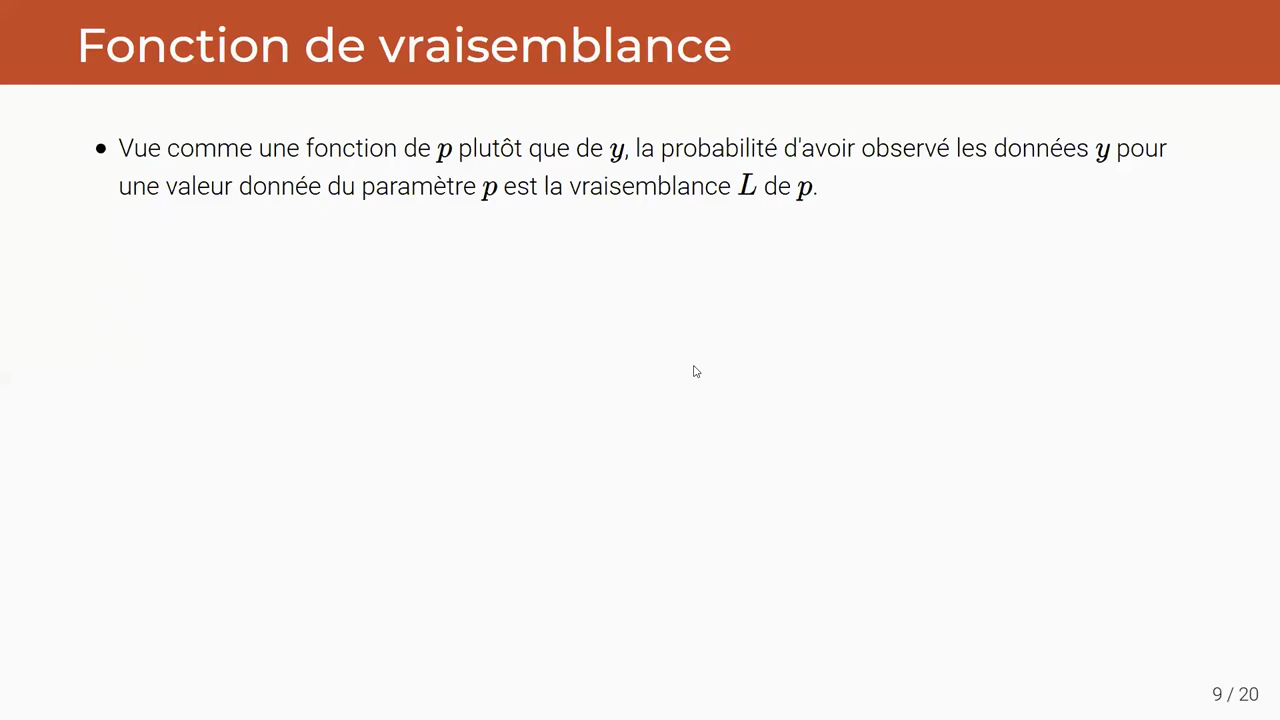 Fonction de vraisemblance
• Vue comme une fonction de p plutôt que de y, la probabilité d'avoir observé les données y pour
une valeur donnée du paramètre p est la vraisemblance L de p.
9 / 20